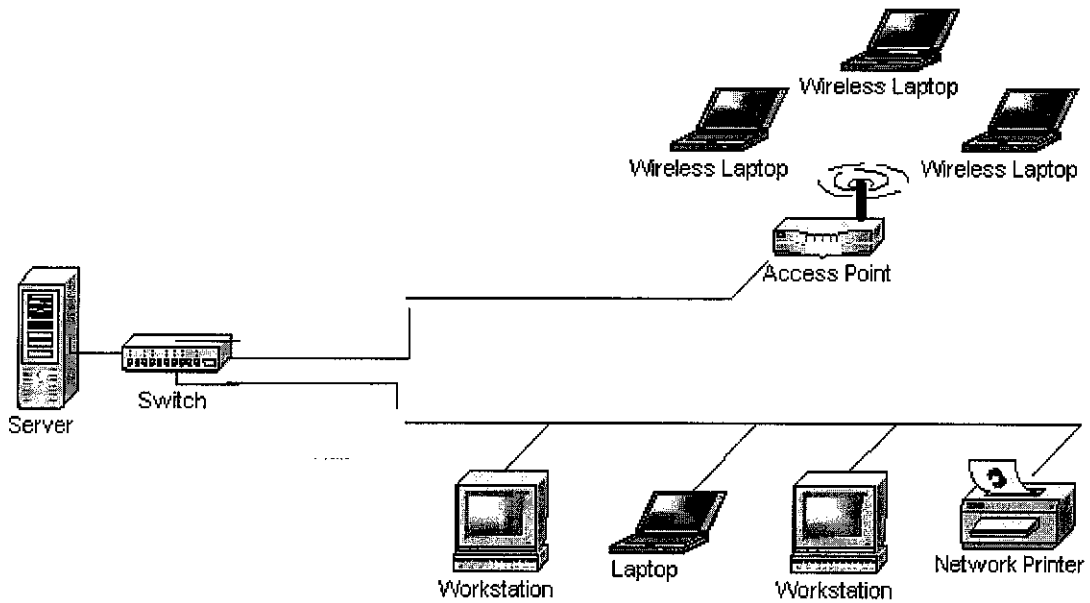 Wireless Laptop
Wireless Laptop
Wireless Laptop
Access Point
Switch
Server
Workstation
Laptop
Workstation
Network Printer